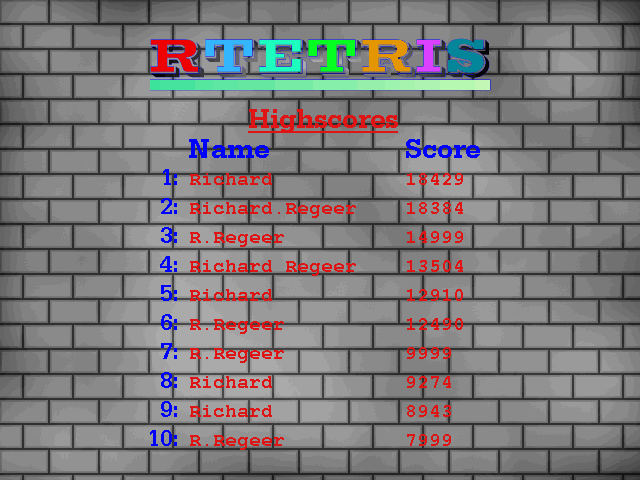 RTETRIS
Highscores
Name Score
1: Richard 18429
2: Richard.Regeer 18384
3: R.Regeer 14999
4: Richard Regeer 13504
5: Richard 12910
6: R.Regeer 12490
7: R.Regeer 9999
8: Richard 9274
9: Richard 8943
10: R.Regeer 7999